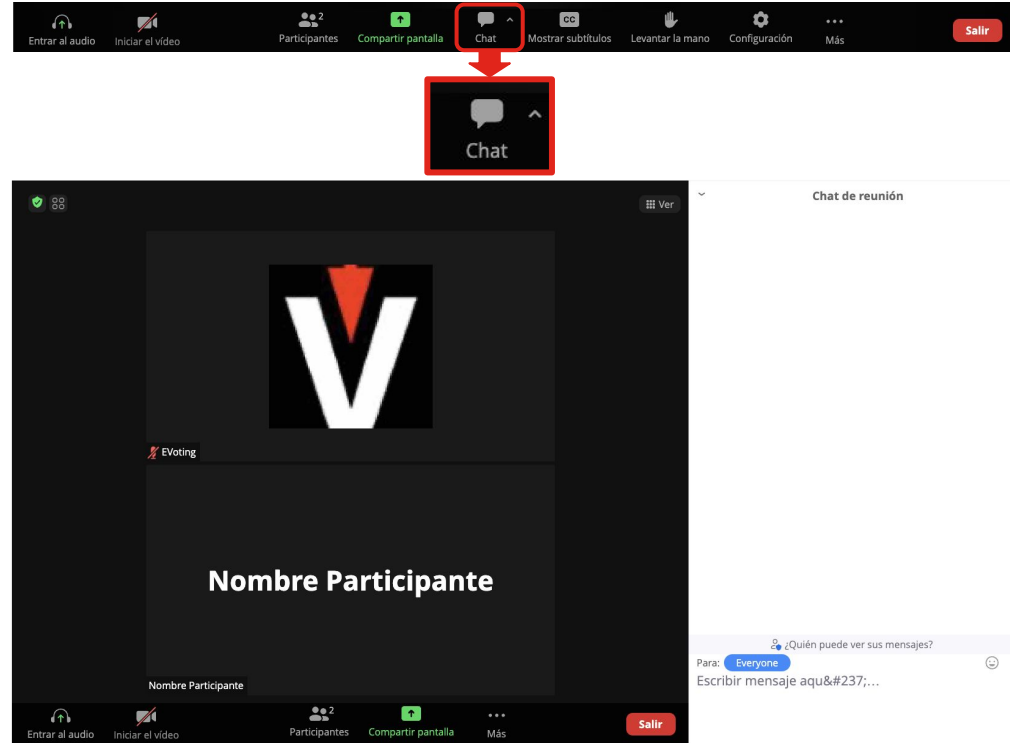 2
Entrar al audio Iniciar el vídeo Participantes Compartir pantalla Chat CC Mostrar subtítulos Levantar la mano Configuración Más Salir
Chat
Ver
Chat de reunión
V
EVoting
Nombre Participante
Nombre Participante
¿Quién puede ver sus mensajes?
Para: Everyone
Escribir mensaje aqu&#237;...
2
Entrar al audio Iniciar el vídeo Participantes Compartir pantalla Más Salir